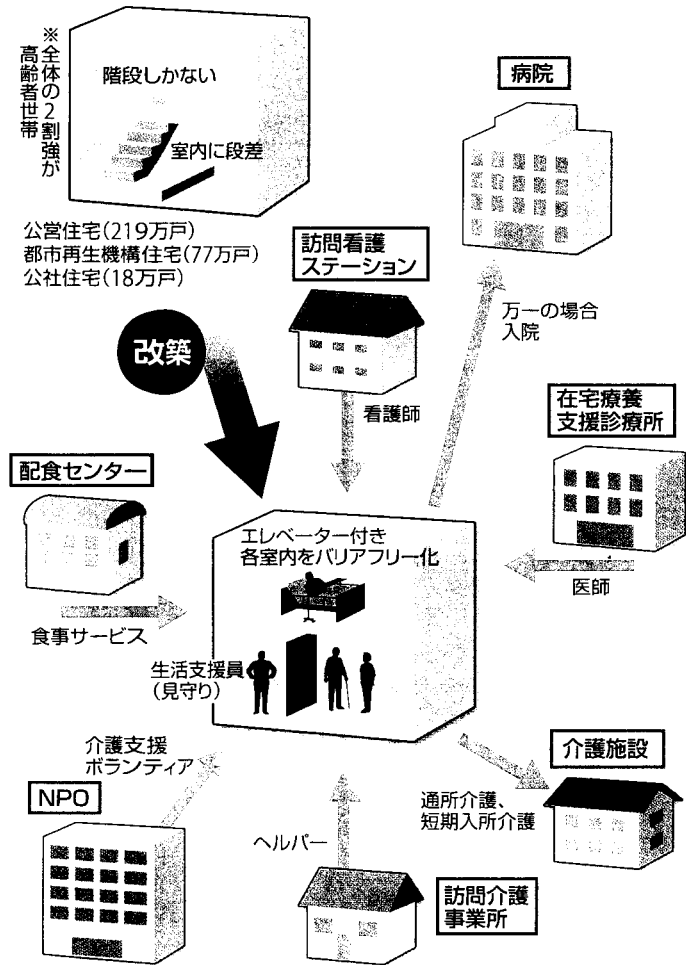 ※全体の2割強が
高齢者世帯
階段しかない
室内に段差
公営住宅(219万戸)
都市再生機構住宅(77万戸)
公社住宅(18万戸)
病院
訪問看護
ステーション
改築
万一の場合
入院
看護師
在宅療養
支援診療所
配食センター
エレベーター付き
各室内をバリアフリー化
医師
食事サービス
生活支援員
(見守り)
介護支援
ボランティア
介護施設
NPO
通所介護、
短期入所介護
ヘルパー
訪問介護
事業所